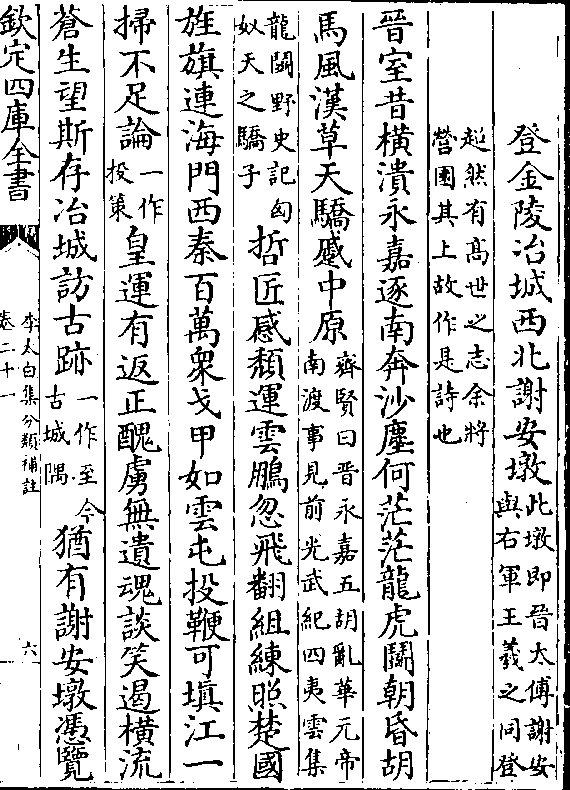 登金陵冶城西北謝安墩此墩即晉太傅謝安
與右軍王羲之同登
超然有髙世之志余將
營園其上故作是詩也
晉室昔橫潰永嘉逐南奔沙塵何茫茫龍虎鬭朝昏胡
馬風漢草天驕蹙中原齊賢曰晉永嘉五胡亂華元帝
南渡事見前光武紀四夷雲集
龍鬭野史記匈
奴天之驕子哲匠感頹運雲鵬忽飛翻組練照楚國
旌旗連海門西秦百萬衆戈甲如雲屯投鞭可填江一
掃不足論一作
投策皇運有返正醜虜無遺魂談笑遏橫流
蒼生望斯存冶城訪古跡一作至今
古城隅猶有謝安墩憑覽
欽定四庫全書
李太白集分類補註
卷二十一
六